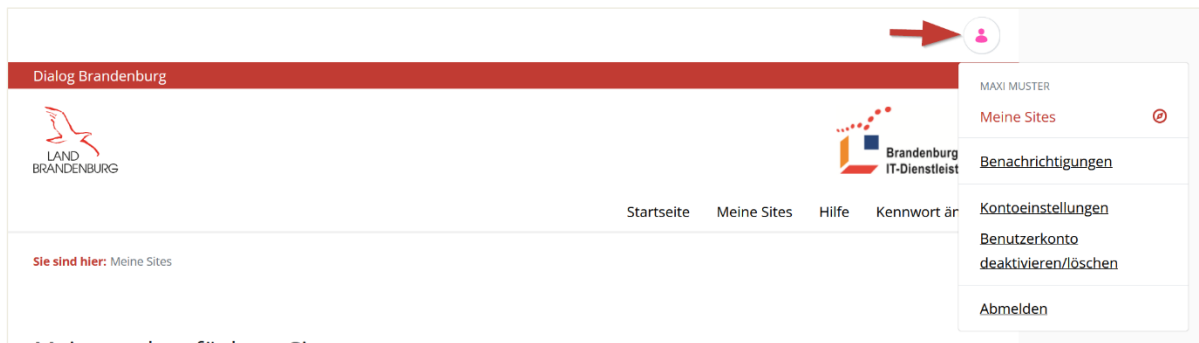 Dialog Brandenburg
MAXI MUSTER
Meine Sites
LAND
BRANDENBURG
Brandenburg
IT-Dienstleist
Benachrichtigungen
Startseite Meine Sites Hilfe Kennwort än
Kontoeinstellungen
Benutzerkonto
deaktivieren/löschen
Sie sind hier: Meine Sites
Abmelden